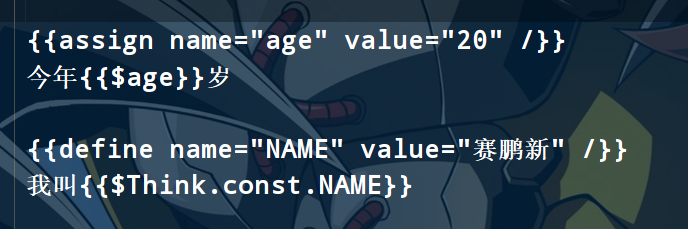 {{assign name="age" value="20" /}}
今年{{$age}}岁
{{define name="NAME" value="赛鹏新" /}}
我叫{{$Think.const.NAME}}